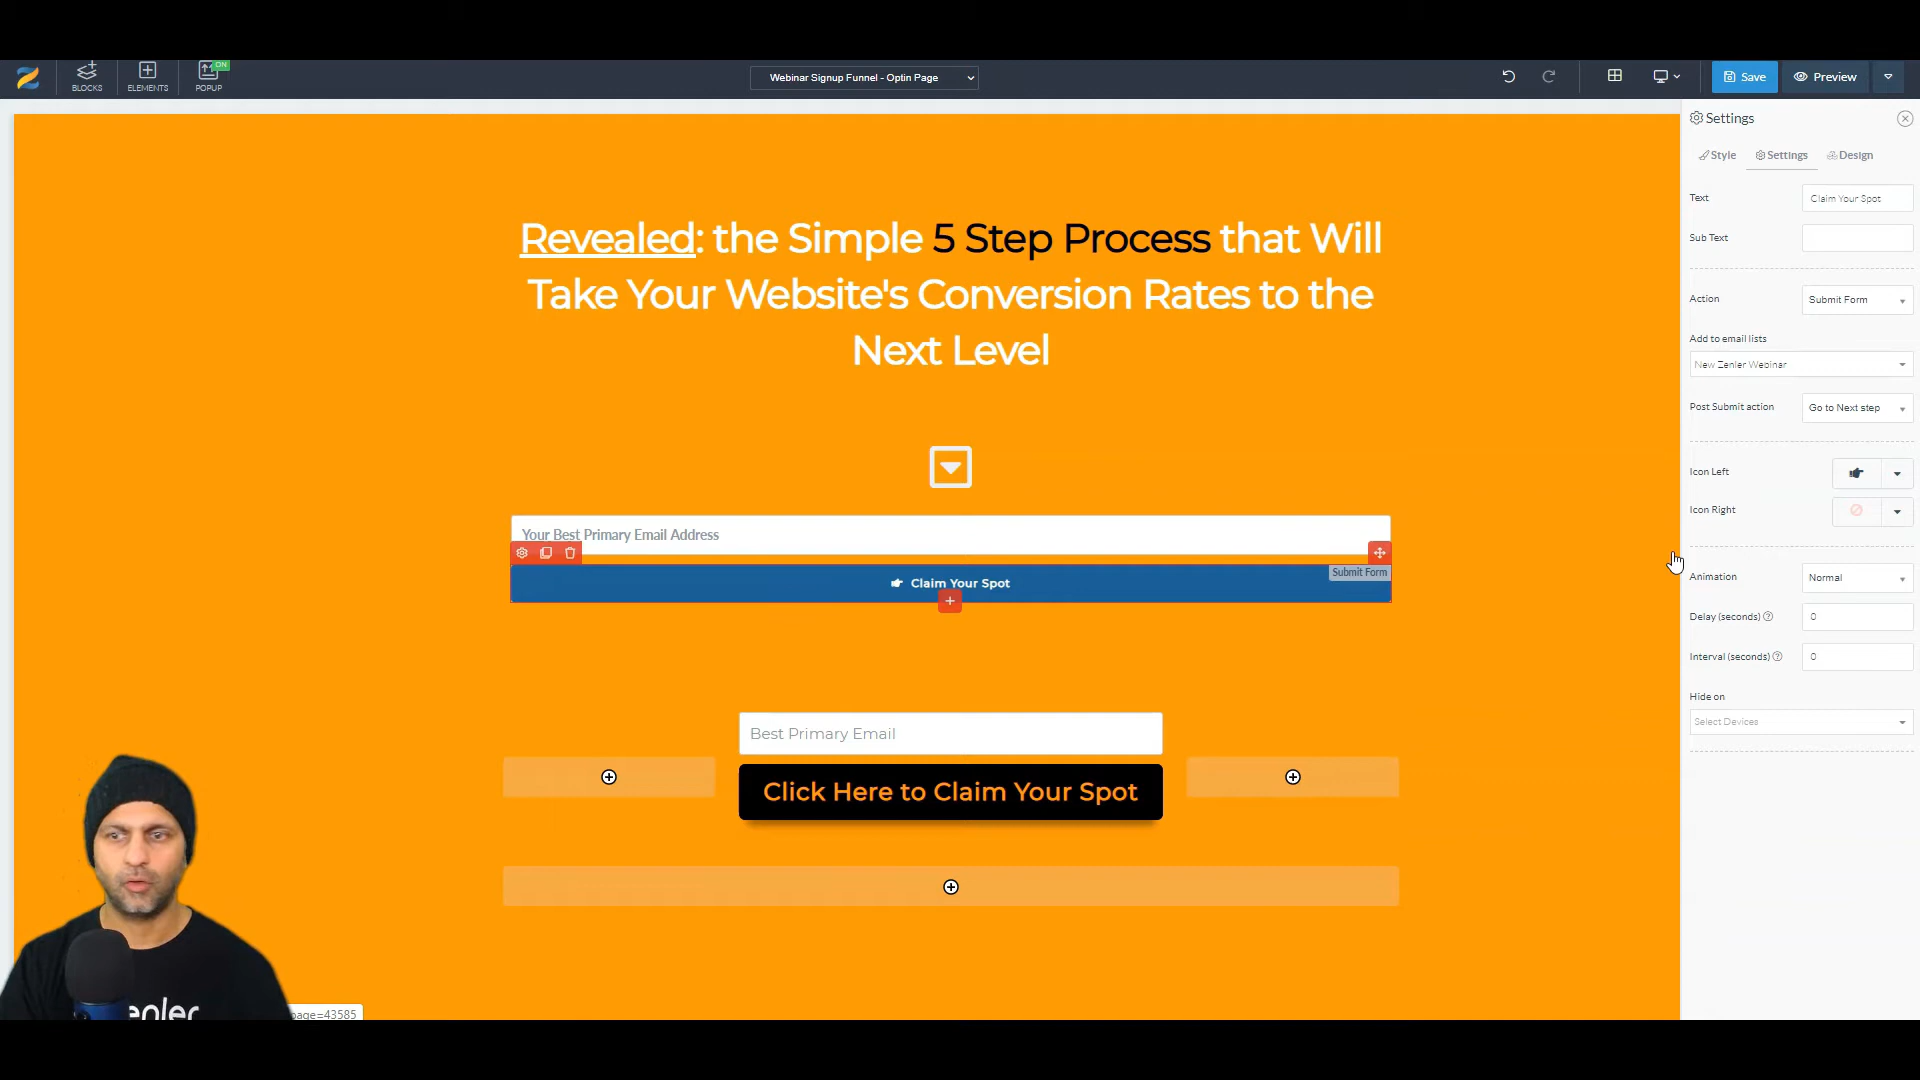 ON
BLOCKS
ELEMENTS
POPUP
Webinar Signup Funnel - Optin Page
Save
Preview
Settings
Style
Settings
Design
Text
Claim Your Spot
Sub Text
Action
Submit Form
Add to email lists
New Zenler Webinar
Post Submit action
Go to Next step
Icon Left
Icon Right
Animation
Normal
Delay (seconds)
0
Interval (seconds)
0
Hide on
Select Devices
Revealed: the Simple 5 Step Process that Will
Take Your Website's Conversion Rates to the
Next Level
Your Best Primary Email Address
Submit Form
Claim Your Spot
Best Primary Email
Click Here to Claim Your Spot
page=43585